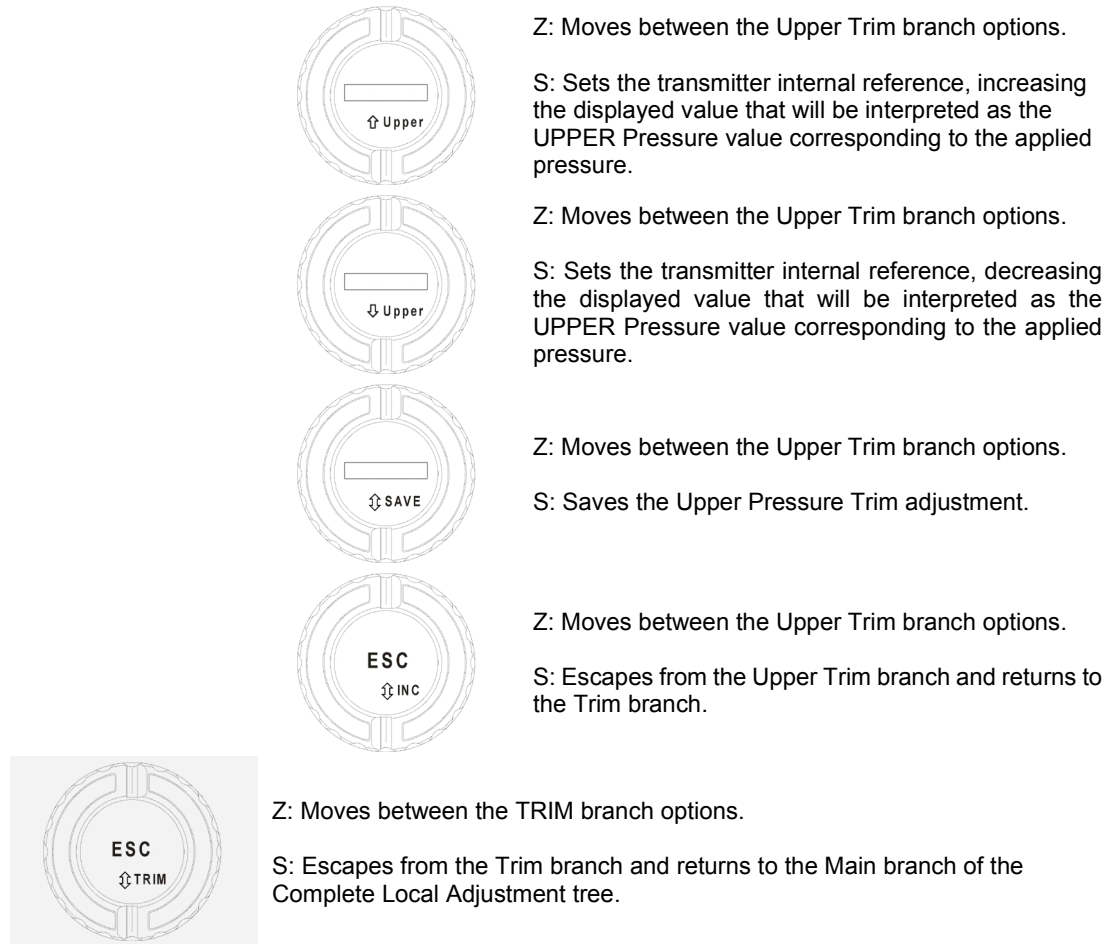 ⇧ Upper
Z: Moves between the Upper Trim branch options.
S: Sets the transmitter internal reference, increasing
the displayed value that will be interpreted as the
UPPER Pressure value corresponding to the applied
pressure.
⇩ Upper
Z: Moves between the Upper Trim branch options.
S: Sets the transmitter internal reference, decreasing
the displayed value that will be interpreted as the
UPPER Pressure value corresponding to the applied
pressure.
⇳ SAVE
Z: Moves between the Upper Trim branch options.
S: Saves the Upper Pressure Trim adjustment.
ESC
⇳ INC
Z: Moves between the Upper Trim branch options.
S: Escapes from the Upper Trim branch and returns to
the Trim branch.
ESC
⇳ TRIM
Z: Moves between the TRIM branch options.
S: Escapes from the Trim branch and returns to the Main branch of the
Complete Local Adjustment tree.